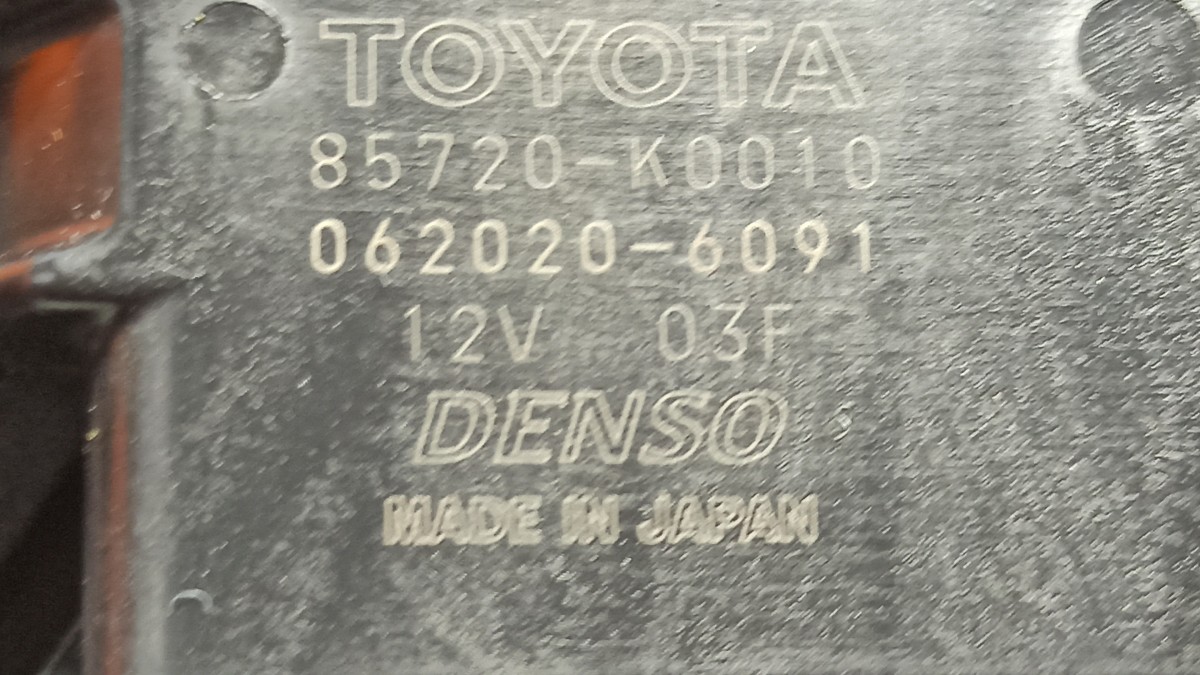 TOYOTA
85720-K0010
062020-6091
12V 03F
DENSO
MADE IN JAPAN